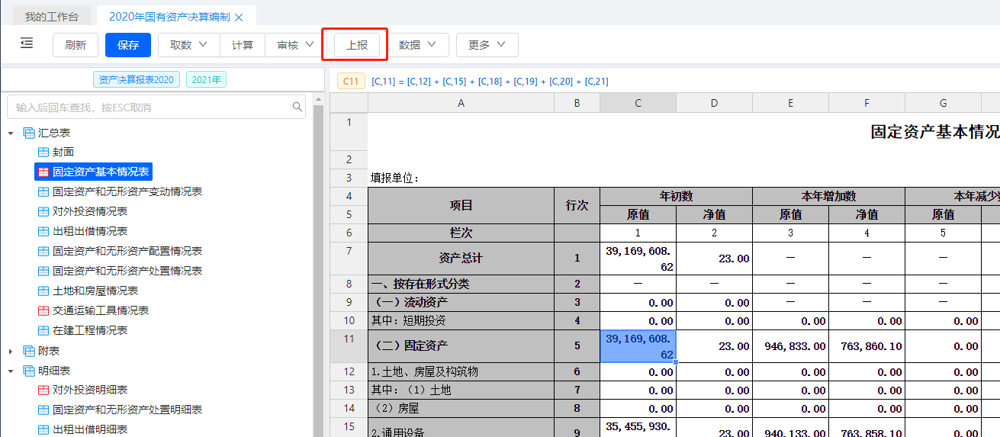 我的工作台 2020年国有资产决算编制
刷新 保存 取数 计算 审核 上报 数据 更多
资产决算报表2020 2021年
C11 [C,11] = [C,12] + [C,15] + [C,18] + [C,19] + [C,20] + [C,21]
输入后回车查找，按ESC取消
汇总表
封面
固定资产基本情况表
固定资产和无形资产变动情况表
对外投资情况表
出租出借情况表
固定资产和无形资产配置情况表
固定资产和无形资产处置情况表
土地和房屋情况表
交通运输工具情况表
在建工程情况表
附表
明细表
对外投资明细表
固定资产和无形资产处置明细表
出租出借明细表
A B C D E F G
1 固定资产基本情况
2
3 填报单位：
4 项目 行次 年初数 本年增加数 本年减少
5 原值 净值 原值 净值 原值
6 栏次 1 2 3 4 5
7 资产总计 1 39,169,608.62 23.00 — — —
8 一、按存在形式分类 2 — — — — —
9 （一）流动资产 3 0.00 0.00 — — —
10 其中：短期投资 4 0.00 0.00 0.00 0.00 0.00
11 （二）固定资产 5 39,169,608.62 23.00 946,833.00 763,860.10 0.00
12 1.土地、房屋及构筑物 6 0.00 0.00 0.00 0.00 0.00
13 其中：（1）土地 7 0.00 0.00 0.00 0.00 0.00
14 （2）房屋 8 0.00 0.00 0.00 0.00 0.00
15 2.通用设备 9 35,455,930. 23.00 940,133.00 763,858.10 0.00